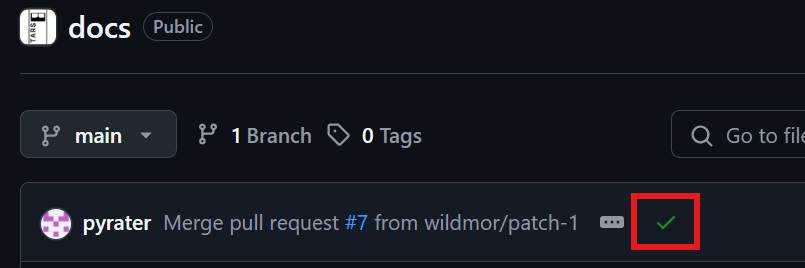 TARS
docs Public
main 1 Branch 0 Tags Go to file
pyrater Merge pull request #7 from wildmor/patch-1